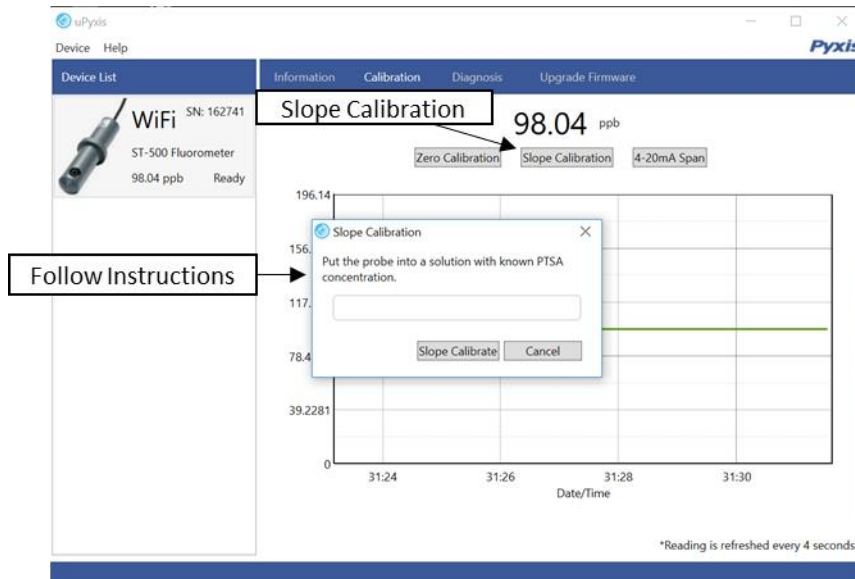 uPyxis
Device Help
Pyxis
Device List
Information Calibration Diagnosis Upgrade Firmware
WiFi SN: 162741
ST-500 Fluorometer
98.04 ppb Ready
Slope Calibration
98.04 ppb
Zero Calibration Slope Calibration 4-20mA Span
196.14
156.
117.
78.4
39.2281
0
Slope Calibration
Put the probe into a solution with known PTSA
concentration.
Slope Calibrate Cancel
Follow Instructions
31:24 31:26 31:28 31:30
Date/Time
*Reading is refreshed every 4 seconds